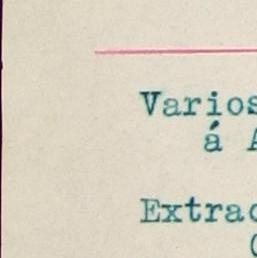 Varios
á A
Extrac